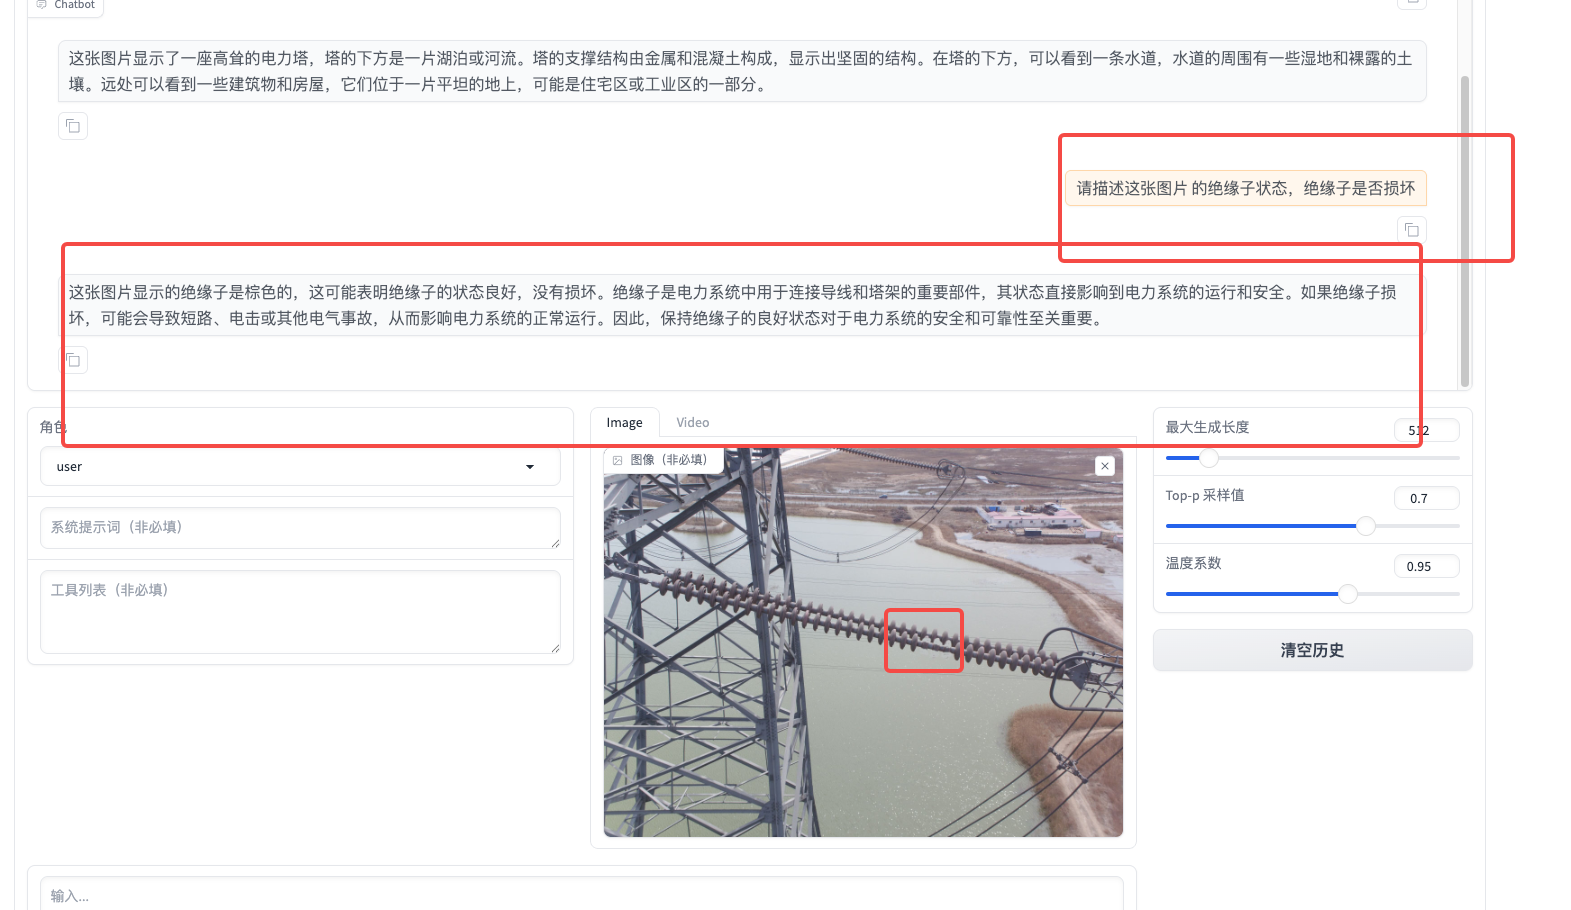 Chatbot
这张图片显示了一座高耸的电力塔，塔的下方是一片湖泊或河流。塔的支撑结构由金属和混凝土构成，显示出坚固的结构。在塔的下方，可以看到一条水道，水道的周围有一些湿地和裸露的土
壤。远处可以看到一些建筑物和房屋，它们位于一片平坦的地上，可能是住宅区或工业区的一部分。
请描述这张图片 的绝缘子状态，绝缘子是否损坏
这张图片显示的绝缘子是棕色的，这可能表明绝缘子的状态良好，没有损坏。绝缘子是电力系统中用于连接导线和塔架的重要部件，其状态直接影响到电力系统的运行和安全。如果绝缘子损
坏，可能会导致短路、电击或其他电气事故，从而影响电力系统的正常运行。因此，保持绝缘子的良好状态对于电力系统的安全和可靠性至关重要。
角色
user
系统提示词（非必填）
工具列表（非必填）
Image
Video
图像（非必填）
最大生成长度
512
Top-p 采样值
0.7
温度系数
0.95
清空历史
输入...